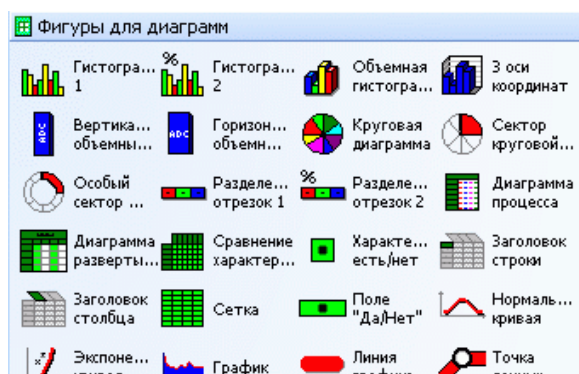 Фигуры для диаграмм
Гистогра... % Гистогра... Объемная 3 оси
1 2 гистогра... координат
Вертика... Горизон... Круговая Сектор
объемны... объемн... диаграмма круговой...
Особый Разделе... % Разделе... Диаграмма
сектор ... отрезок 1 отрезок 2 процесса
Диаграмма Сравнение Характе... Заголовок
разверты... характер... есть/нет строки
Заголовок Поле Нормаль...
столбца Сетка "Да/Нет" кривая
Экспоне... График Линия Точка